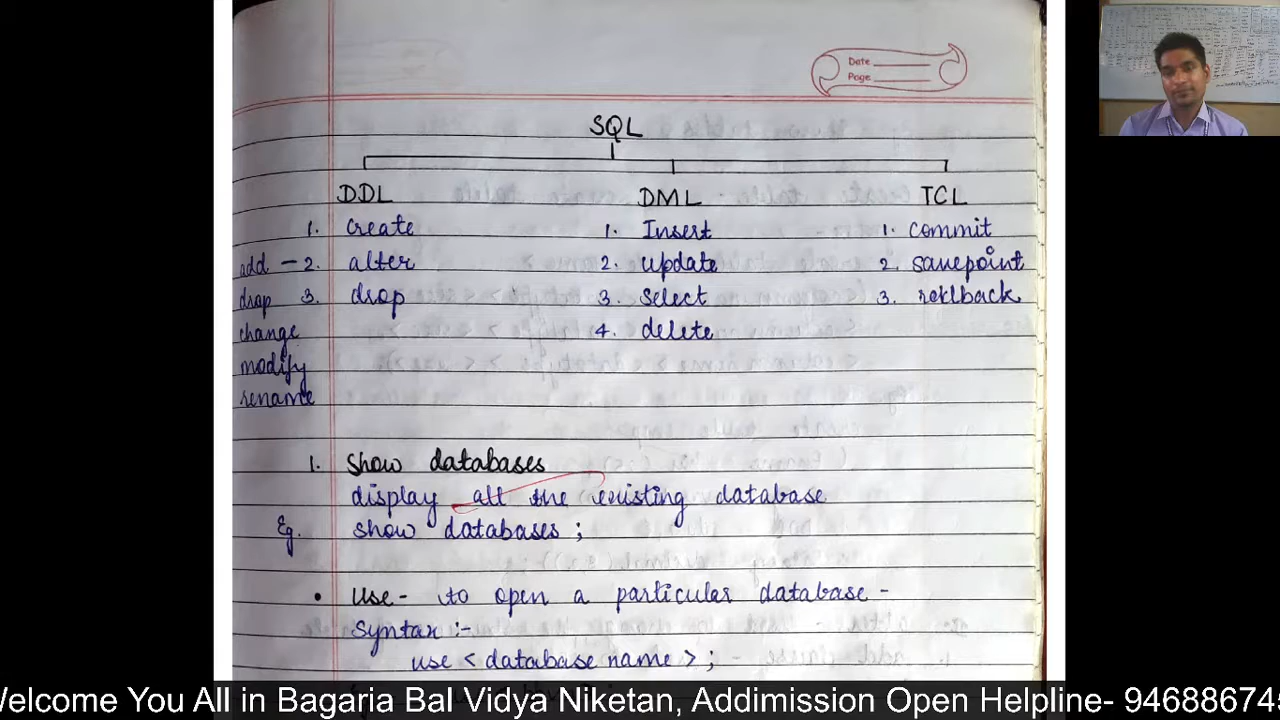 Date
Page
SQL
DDL DML TCL
1. create 1. Insert 1. commit
add - 2. alter 2. update 2. savepoint
drop 3. drop 3. select 3. rollback
change 4. delete
modify
rename
1. Show databases
display all the existing database
Eg. show databases ;
• Use - to open a particular database -
Syntax :-
use < database name > ;
Welcome You All in Bagaria Bal Vidya Niketan, Addimission Open Helpline- 946886743